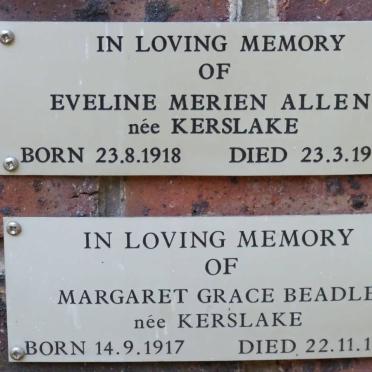 IN LOVING MEMORY
OF
EVELINE MERIEN ALLEN
née KERSLAKE
BORN 23.8.1918 DIED 23.3.19
IN LOVING MEMORY
OF
MARGARET GRACE BEADLE
née KERSLAKE
BORN 14.9.1917 DIED 22.11.1